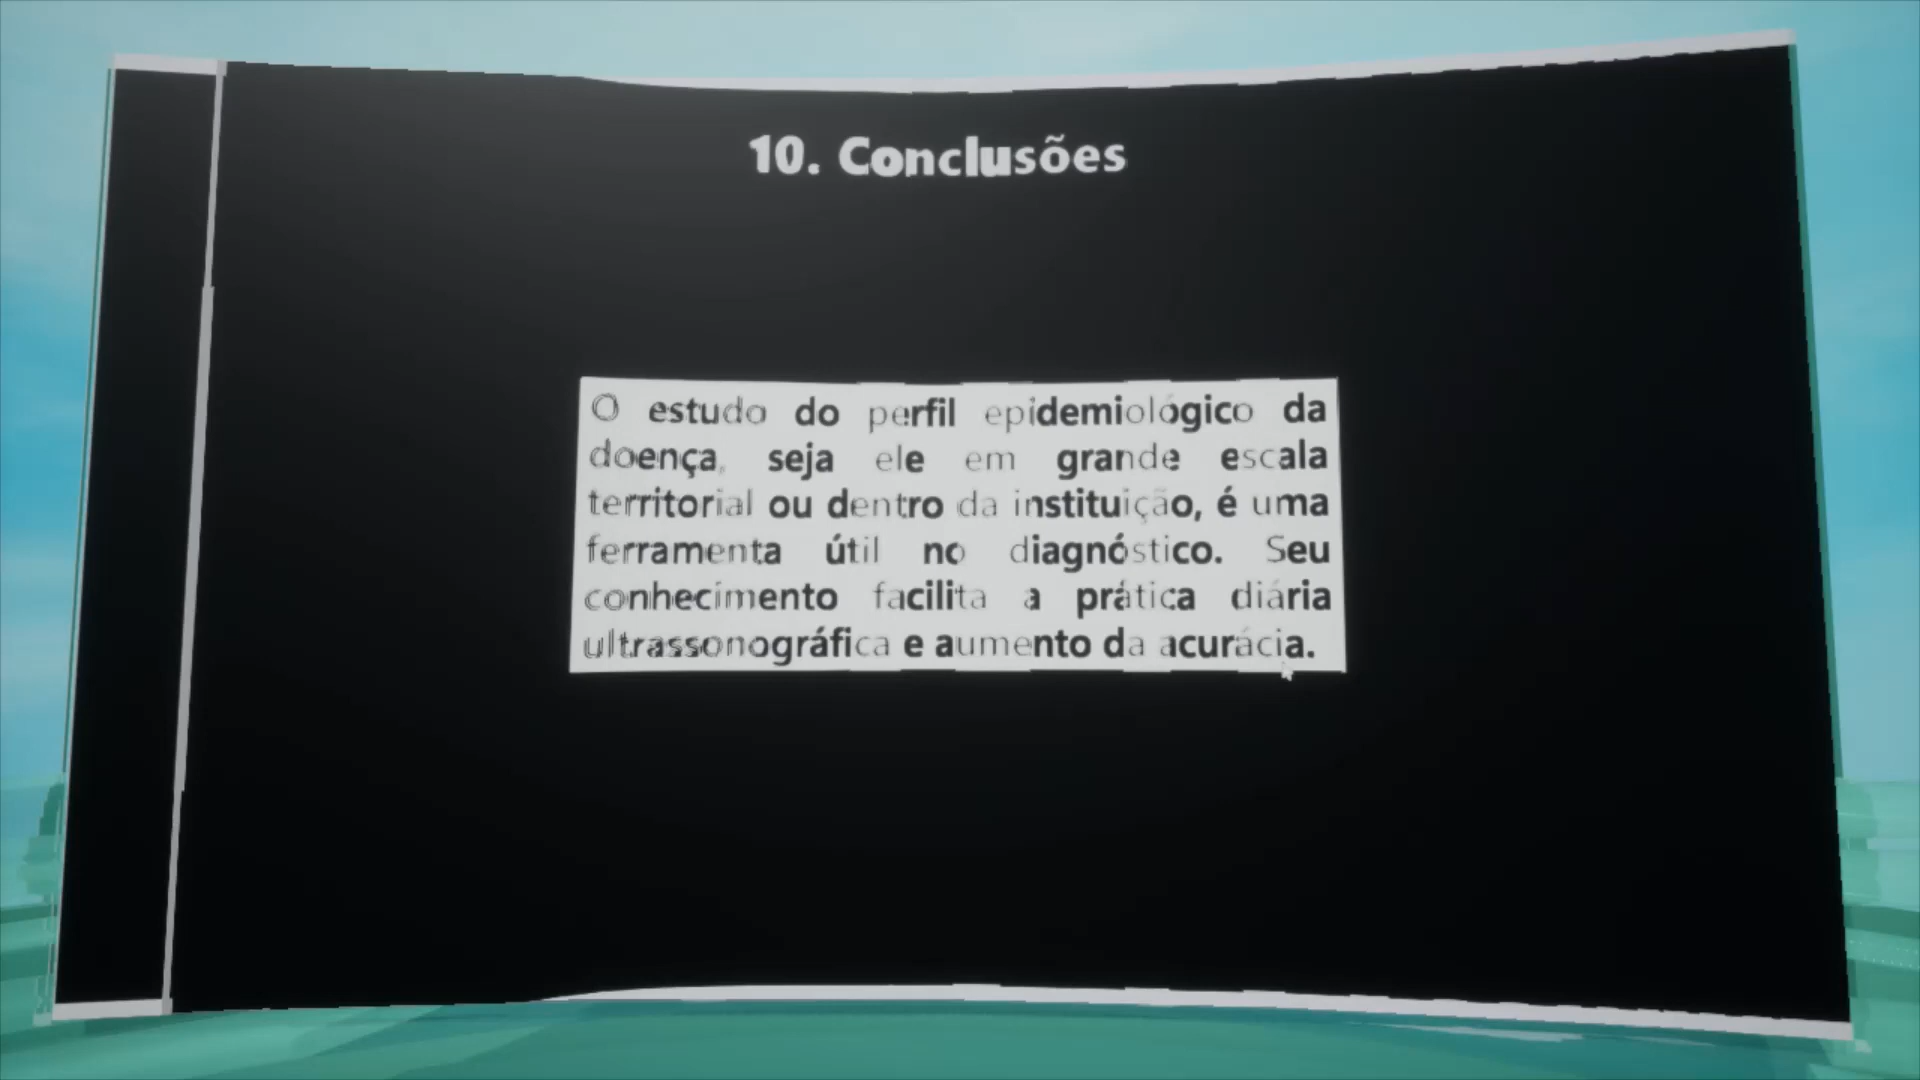 10. Conclusões
O estudo do perfil epidemiológico da
doença, seja ele em grande escala
territorial ou dentro da instituição, é uma
ferramenta útil no diagnóstico. Seu
conhecimento facilita a prática diária
ultrassonográfica e aumento da acurácia.